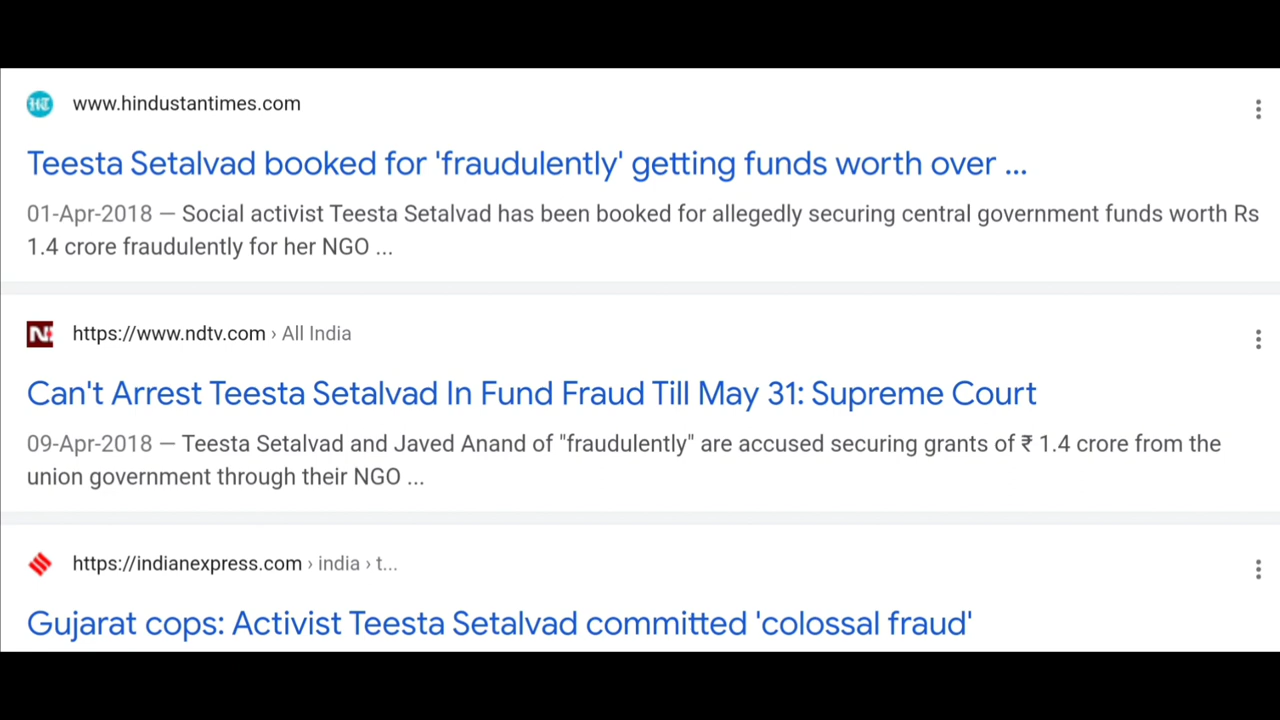 HT www.hindustantimes.com
Teesta Setalvad booked for 'fraudulently' getting funds worth over ...
01-Apr-2018 — Social activist Teesta Setalvad has been booked for allegedly securing central government funds worth Rs
1.4 crore fraudulently for her NGO ...
N https://www.ndtv.com › All India
Can't Arrest Teesta Setalvad In Fund Fraud Till May 31: Supreme Court
09-Apr-2018 — Teesta Setalvad and Javed Anand of "fraudulently" are accused securing grants of ₹ 1.4 crore from the
union government through their NGO ...
https://indianexpress.com › india › t...
Gujarat cops: Activist Teesta Setalvad committed 'colossal fraud'